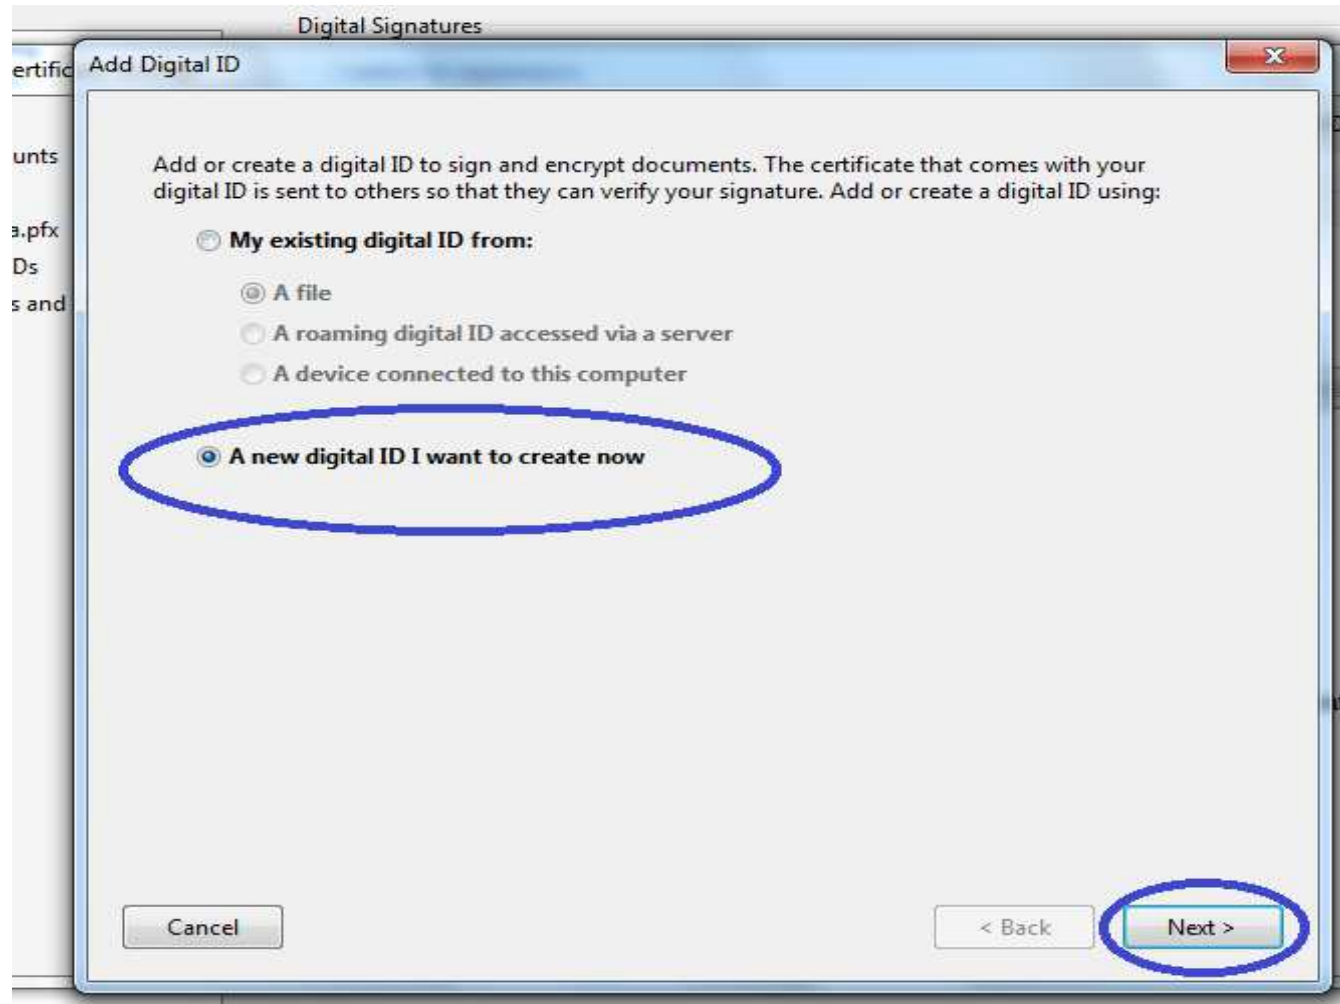 Digital Signatures
Add Digital ID
ertific
unts
a.pfx
Ds
s and
Add or create a digital ID to sign and encrypt documents. The certificate that comes with your
digital ID is sent to others so that they can verify your signature. Add or create a digital ID using:
My existing digital ID from:
A file
A roaming digital ID accessed via a server
A device connected to this computer
A new digital ID I want to create now
Cancel
< Back
Next >